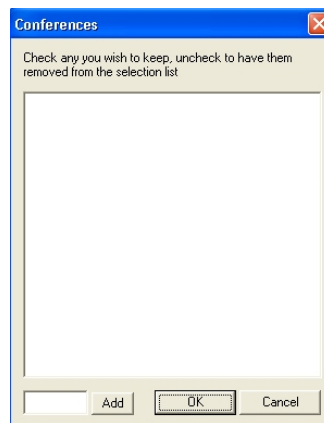 Conferences
Check any you wish to keep, uncheck to have them
removed from the selection list
Add
OK
Cancel